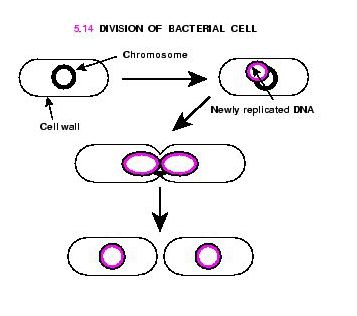 5.14 DIVISION OF BACTERIAL CELL
Chromosome
Cell wall
Newly replicated DNA